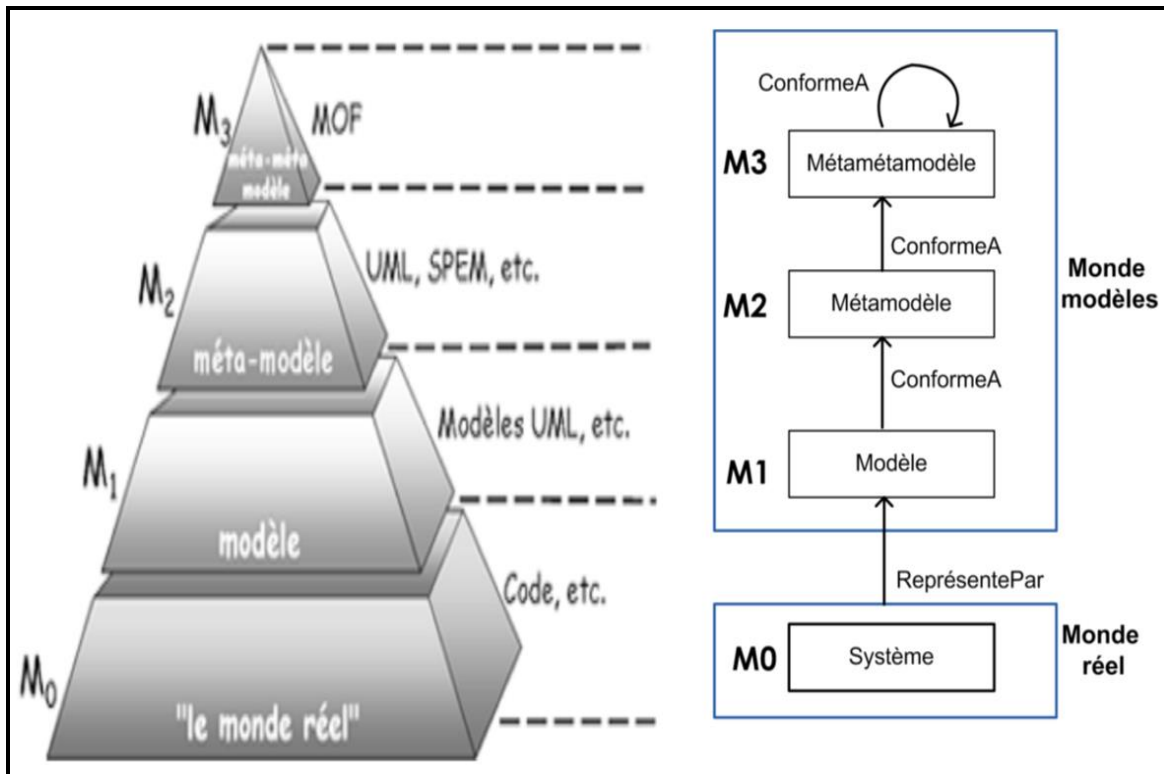 M3
MOF
méta-méta
modèle
M2
UML, SPEM, etc.
méta-modèle
M1
Modèles UML, etc.
modèle
M0
Code, etc.
"le monde réel"
ConformeA
M3
Métamétamodèle
ConformeA
M2
Métamodèle
Monde
modèles
ConformeA
M1
Modèle
ReprésentePar
M0
Système
Monde
réel